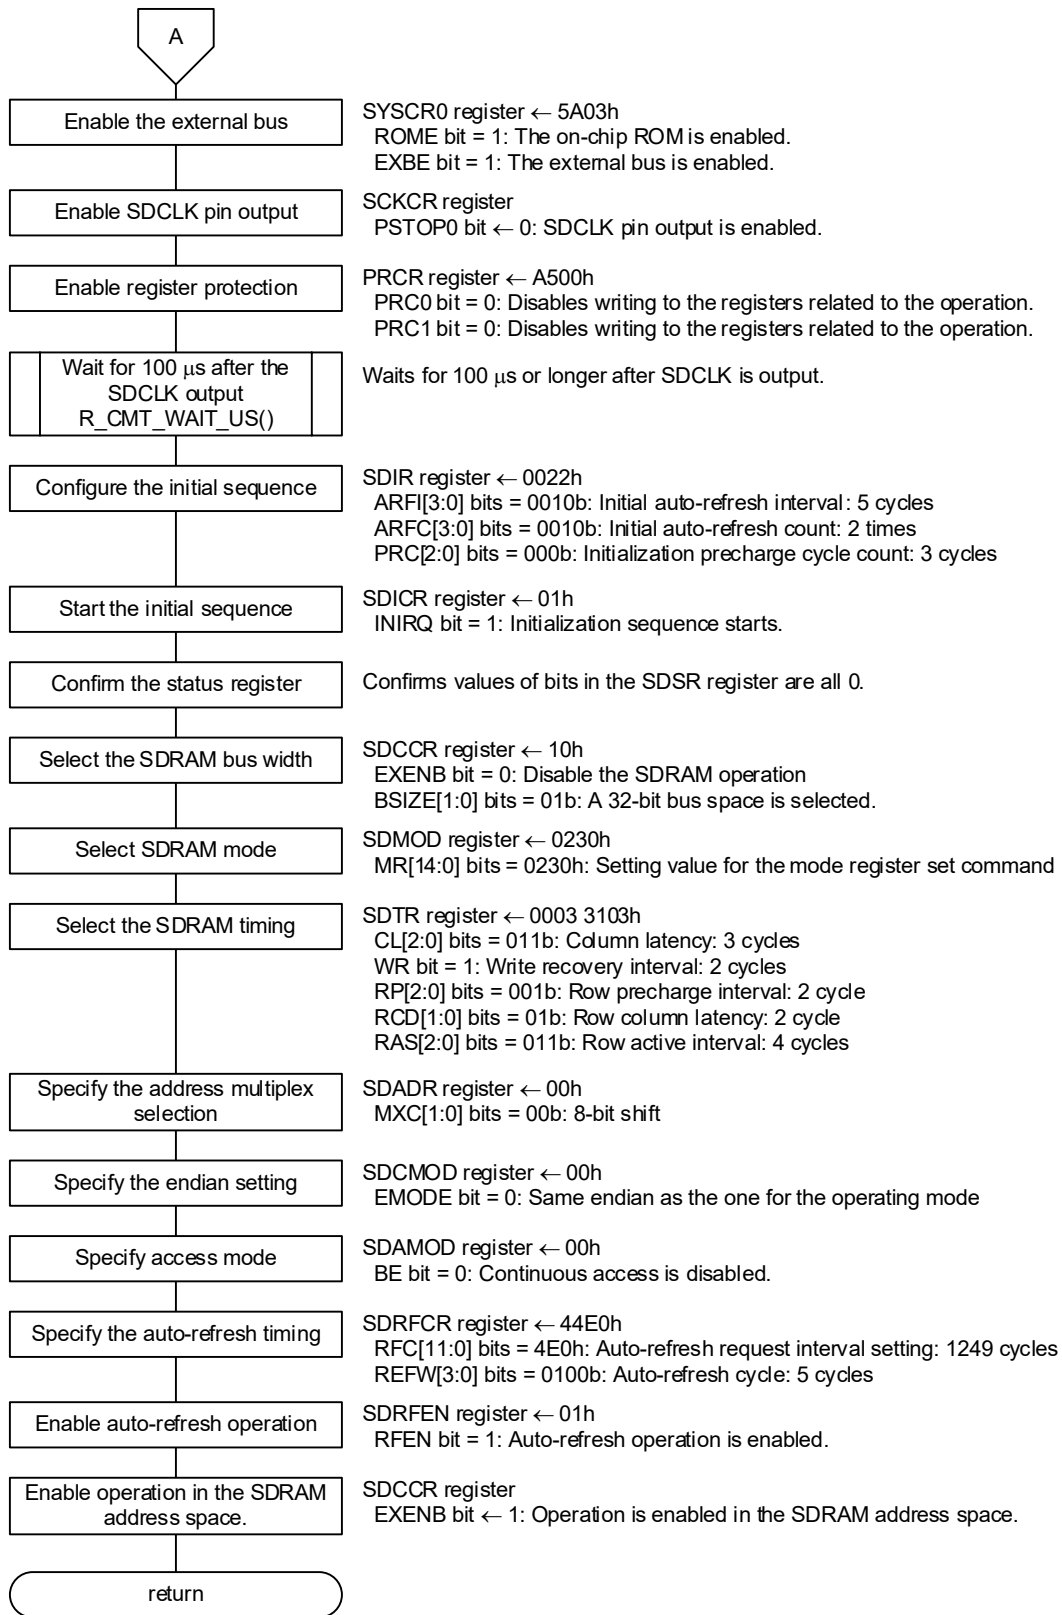 A
Enable the external bus
SYSCR0 register ← 5A03h
ROME bit = 1: The on-chip ROM is enabled.
EXBE bit = 1: The external bus is enabled.
Enable SDCLK pin output
SCKCR register
PSTOP0 bit ← 0: SDCLK pin output is enabled.
Enable register protection
PRCR register ← A500h
PRC0 bit = 0: Disables writing to the registers related to the operation.
PRC1 bit = 0: Disables writing to the registers related to the operation.
Wait for 100 μs after the
SDCLK output
R_CMT_WAIT_US()
Waits for 100 μs or longer after SDCLK is output.
Configure the initial sequence
SDIR register ← 0022h
ARFI[3:0] bits = 0010b: Initial auto-refresh interval: 5 cycles
ARFC[3:0] bits = 0010b: Initial auto-refresh count: 2 times
PRC[2:0] bits = 000b: Initialization precharge cycle count: 3 cycles
Start the initial sequence
SDICR register ← 01h
INIRQ bit = 1: Initialization sequence starts.
Confirm the status register
Confirms values of bits in the SDSR register are all 0.
Select the SDRAM bus width
SDCCR register ← 10h
EXENB bit = 0: Disable the SDRAM operation
BSIZE[1:0] bits = 01b: A 32-bit bus space is selected.
Select SDRAM mode
SDMOD register ← 0230h
MR[14:0] bits = 0230h: Setting value for the mode register set command
Select the SDRAM timing
SDTR register ← 0003 3103h
CL[2:0] bits = 011b: Column latency: 3 cycles
WR bit = 1: Write recovery interval: 2 cycles
RP[2:0] bits = 001b: Row precharge interval: 2 cycle
RCD[1:0] bits = 01b: Row column latency: 2 cycle
RAS[2:0] bits = 011b: Row active interval: 4 cycles
Specify the address multiplex
selection
SDADR register ← 00h
MXC[1:0] bits = 00b: 8-bit shift
Specify the endian setting
SDCMOD register ← 00h
EMODE bit = 0: Same endian as the one for the operating mode
Specify access mode
SDAMOD register ← 00h
BE bit = 0: Continuous access is disabled.
Specify the auto-refresh timing
SDRFCR register ← 44E0h
RFC[11:0] bits = 4E0h: Auto-refresh request interval setting: 1249 cycles
REFW[3:0] bits = 0100b: Auto-refresh cycle: 5 cycles
Enable auto-refresh operation
SDRFEN register ← 01h
RFEN bit = 1: Auto-refresh operation is enabled.
Enable operation in the SDRAM
address space.
SDCCR register
EXENB bit ← 1: Operation is enabled in the SDRAM address space.
return